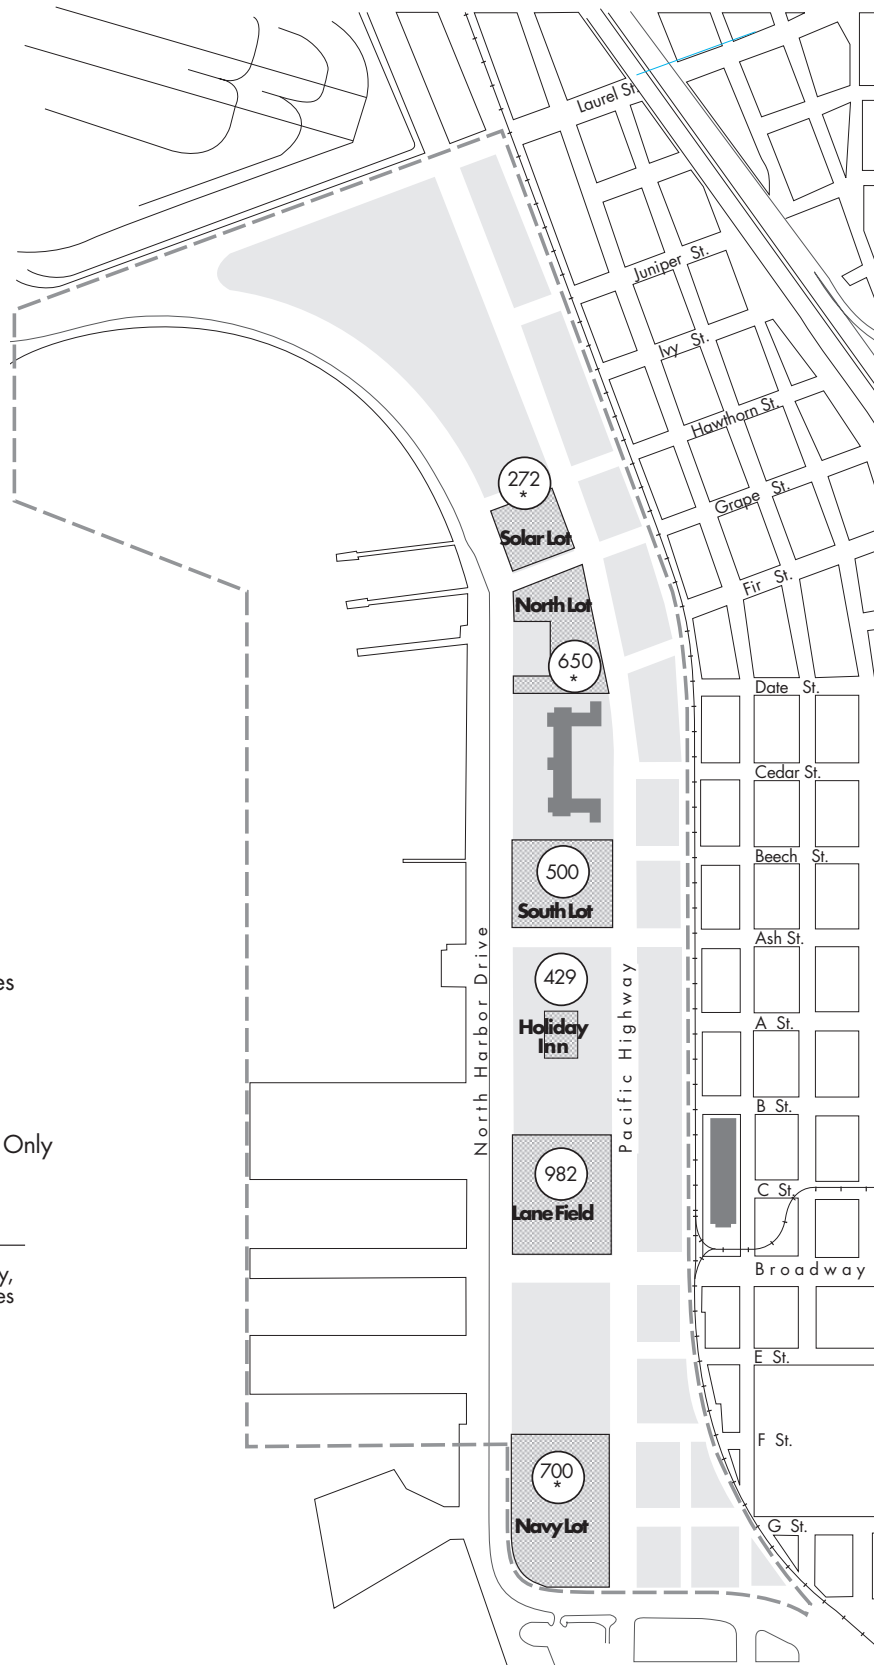 Laurel St.
Juniper St.
Ivy St.
Hawthorn St.
Grape St.
Fir St.
272
*
Solar Lot
North Lot
650
*
Date St.
Cedar St.
Beech St.
500
South Lot
Ash St.
North Harbor Drive
Pacific Highway
429
Holiday
Inn
A St.
B St.
Only
982
Lane Field
C St.
Broadway
E St.
F St.
700
*
Navy Lot
G St.